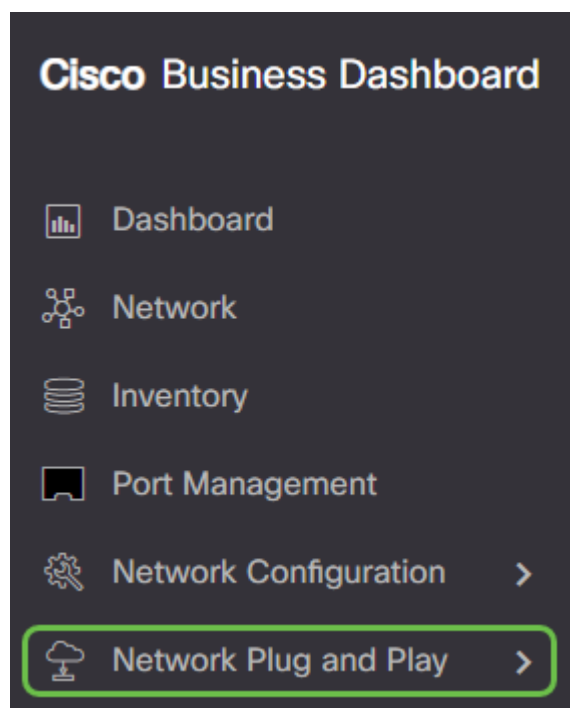 Cisco Business Dashboard
Dashboard
Network
Inventory
Port Management
Network Configuration
Network Plug and Play